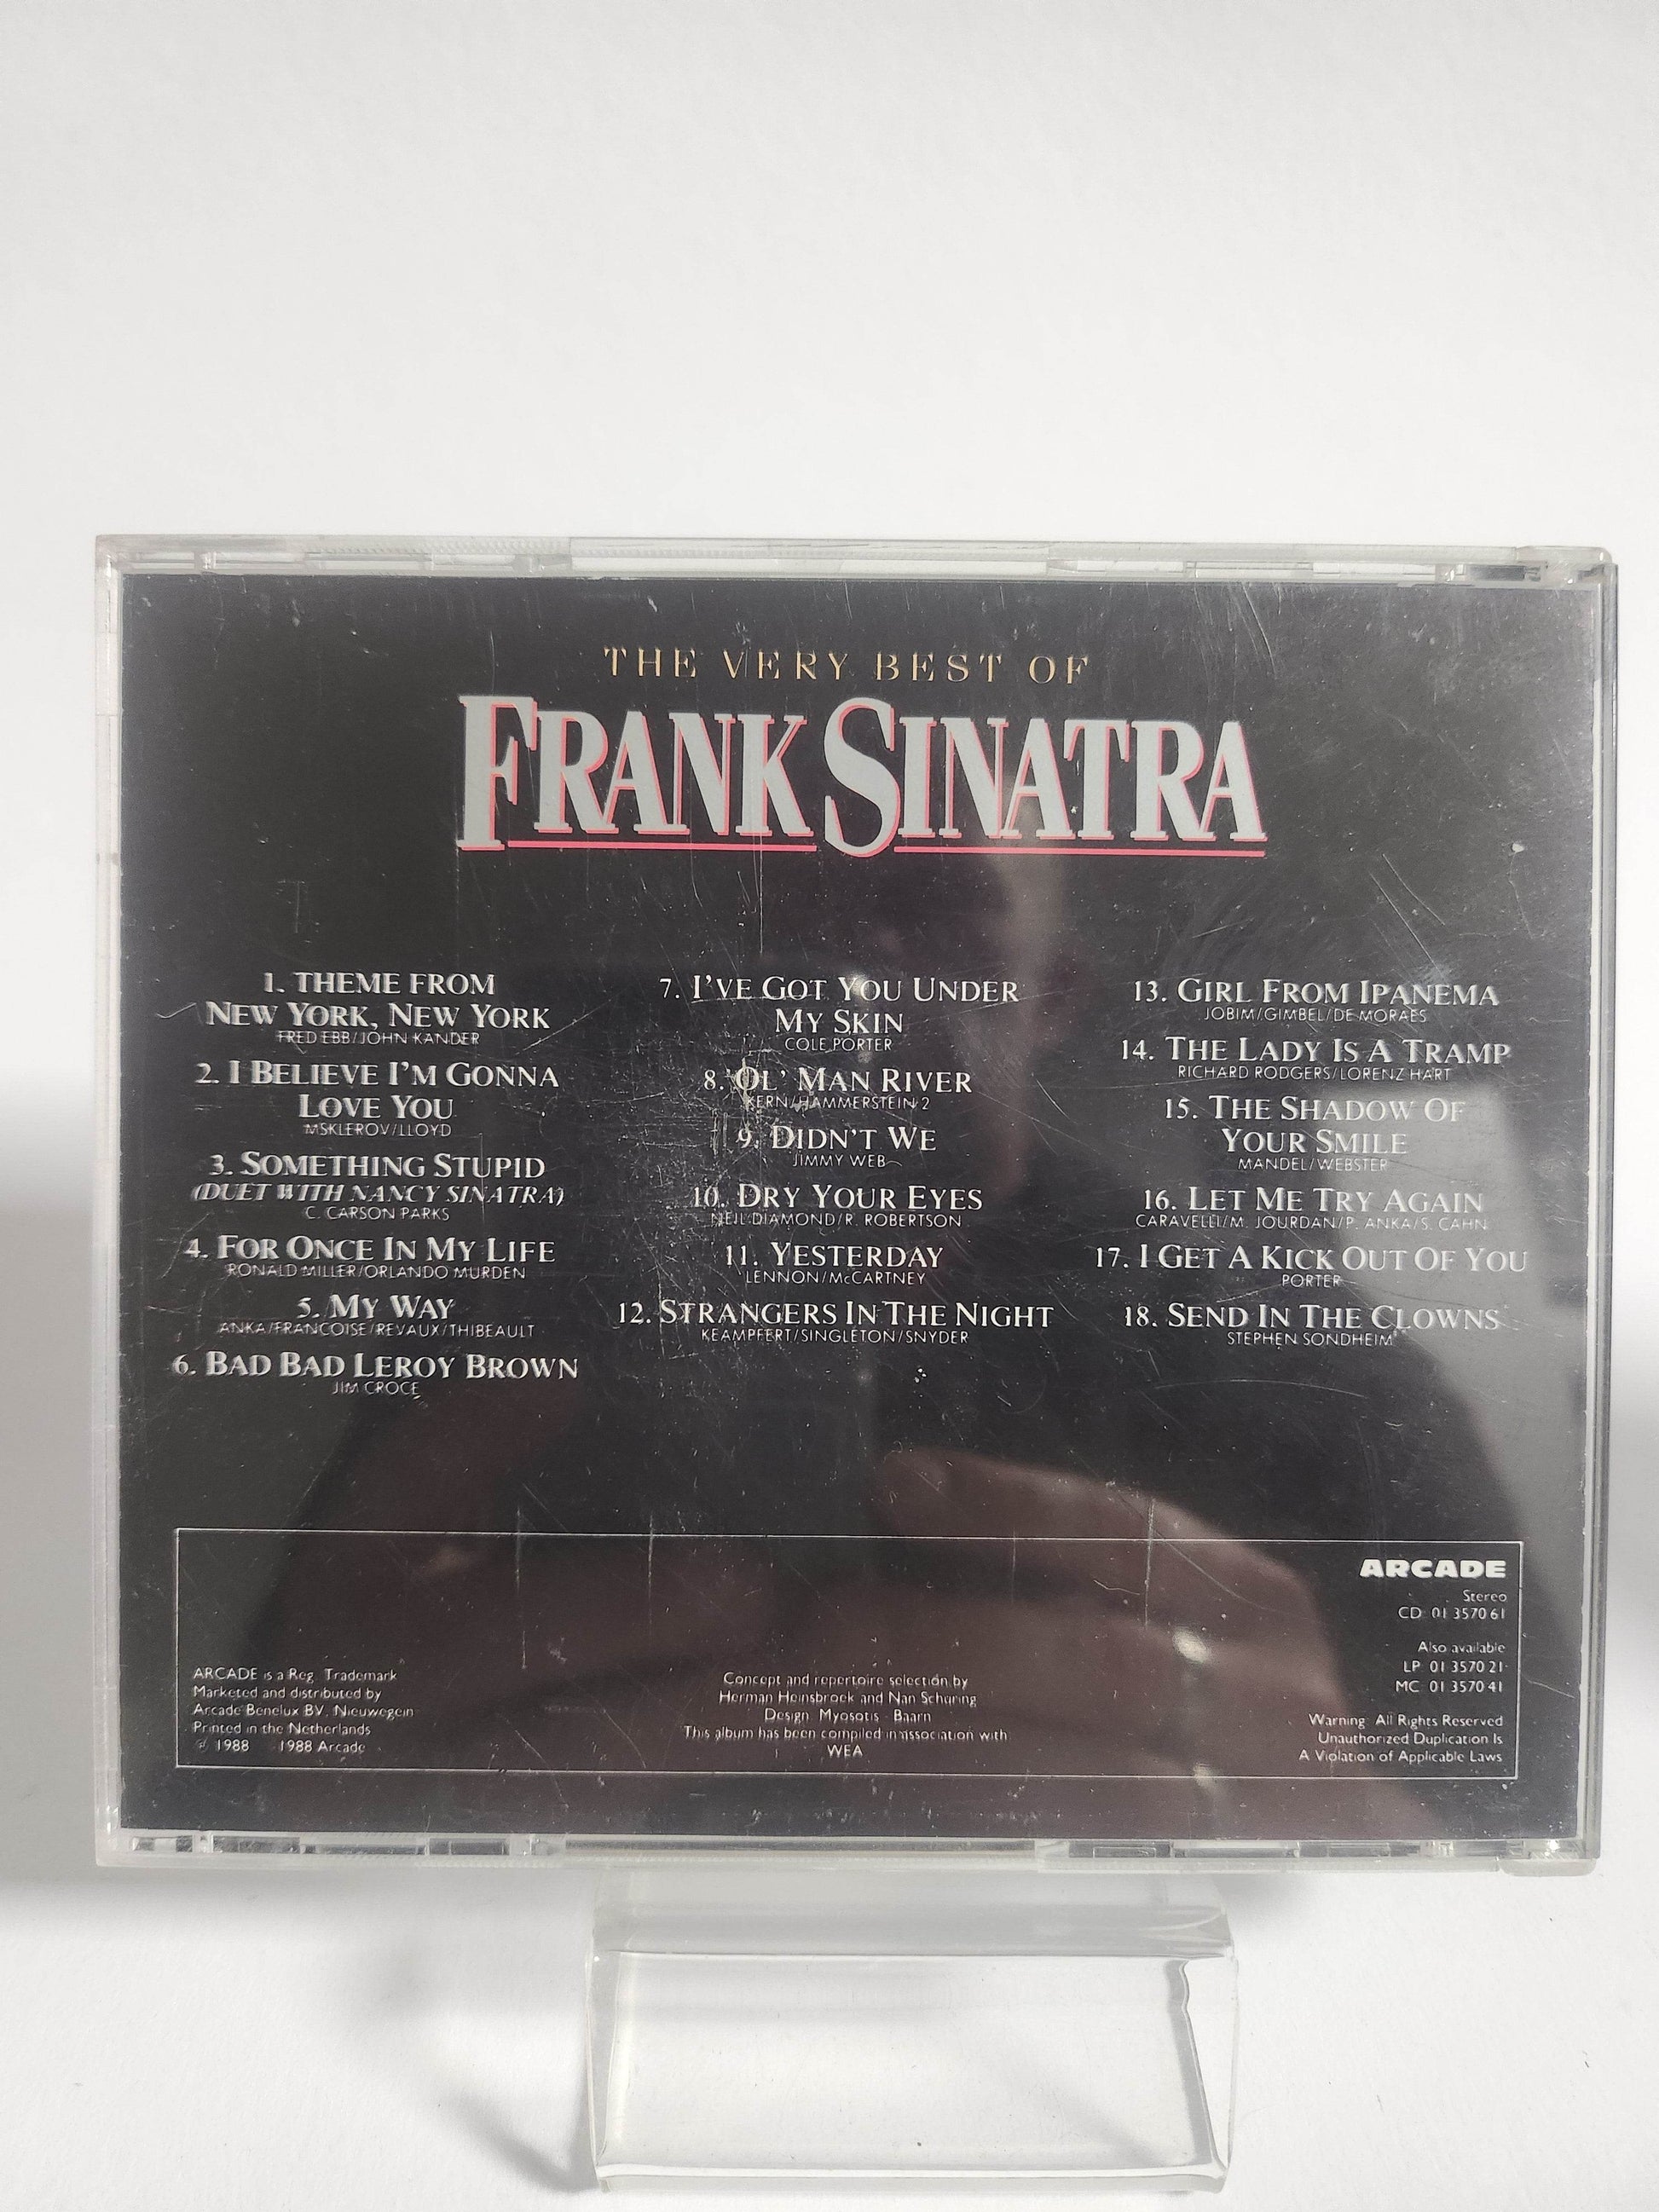 THE VERY BEST OF
FRANK SINATRA
1. THEME FROM
NEW YORK, NEW YORK
FRED EBB/JOHN KANDER
2. I BELIEVE I'M GONNA
LOVE YOU
MSKLEROV/LLOYD
3. SOMETHING STUPID
(DUET WITH NANCY SINATRA)
C. CARSON PARKS
4. FOR ONCE IN MY LIFE
RONALD MILLER/ORLANDO MURDEN
5. MY WAY
ANKA/FRANCOISE/REVAUX/THIBEAULT
6. BAD BAD LEROY BROWN
JIM CROCE
7. I'VE GOT YOU UNDER
MY SKIN
COLE PORTER
8. OL' MAN RIVER
KERN/HAMMERSTEIN 2
9. DIDN'T WE
JIMMY WEB
10. DRY YOUR EYES
NEIL DIAMOND/R. ROBERTSON
11. YESTERDAY
LENNON/McCARTNEY
12. STRANGERS IN THE NIGHT
KEAMPFERT/SINGLETON/SNYDER
13. GIRL FROM IPANEMA
JOBIM/GIMBEL/DE MORAES
14. THE LADY IS A TRAMP
RICHARD RODGERS/LORENZ HART
15. THE SHADOW OF
YOUR SMILE
MANDEL/WEBSTER
16. LET ME TRY AGAIN
CARAVELLI/M. JOURDAN/P. ANKA/S. CAHN
17. I GET A KICK OUT OF YOU
PORTER
18. SEND IN THE CLOWNS
STEPHEN SONDHEIM
ARCADE is a Reg. Trademark
Marketed and distributed by
Arcade Benelux BV, Nieuwegein
Printed in the Netherlands
℗ 1988 1988 Arcade
Concept and repertoire selection by
Herman Heinsbroek and Nan Schuring
Design: Myosotis - Baarn
This album has been compiled in association with
WEA
ARCADE
Stereo
CD: 01 3570 61
Also available
LP: 01 3570 21
MC: 01 3570 41
Warning: All Rights Reserved
Unauthorized Duplication Is
A Violation of Applicable Laws